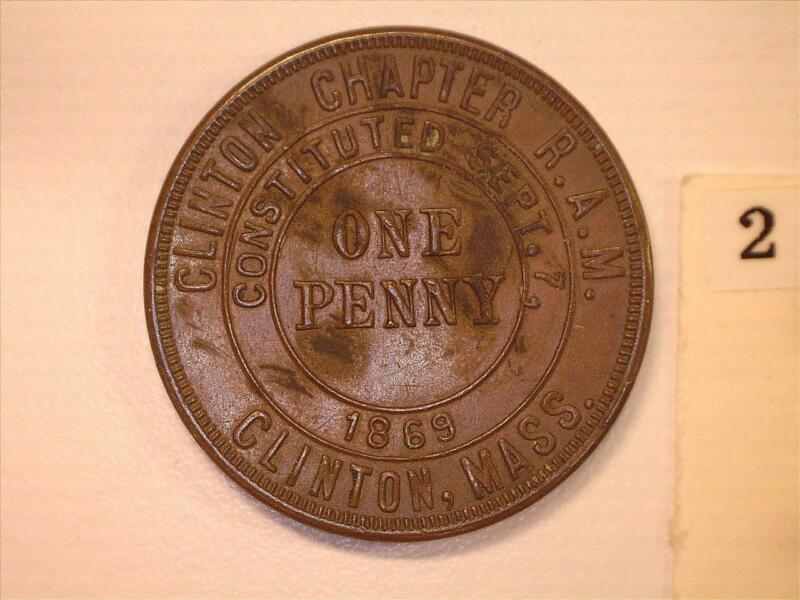 CLINTON CHAPTER R.A.M.
CONSTITUTED SEPT. 7,
ONE
PENNY
1869
CLINTON, MASS.
2